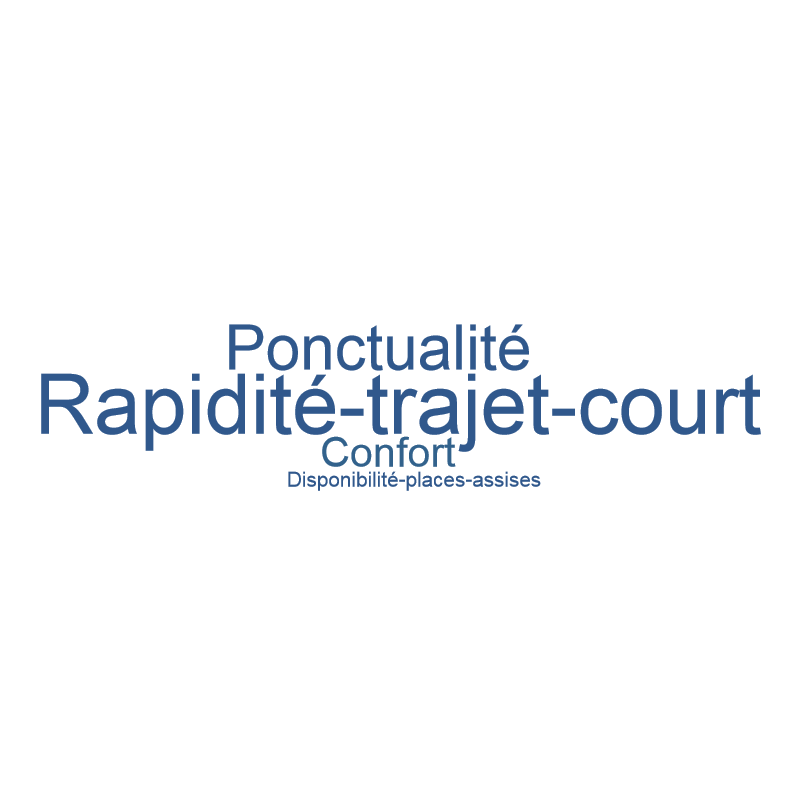 Ponctualité
Rapidité-trajet-court
Confort
Disponibilité-places-assises